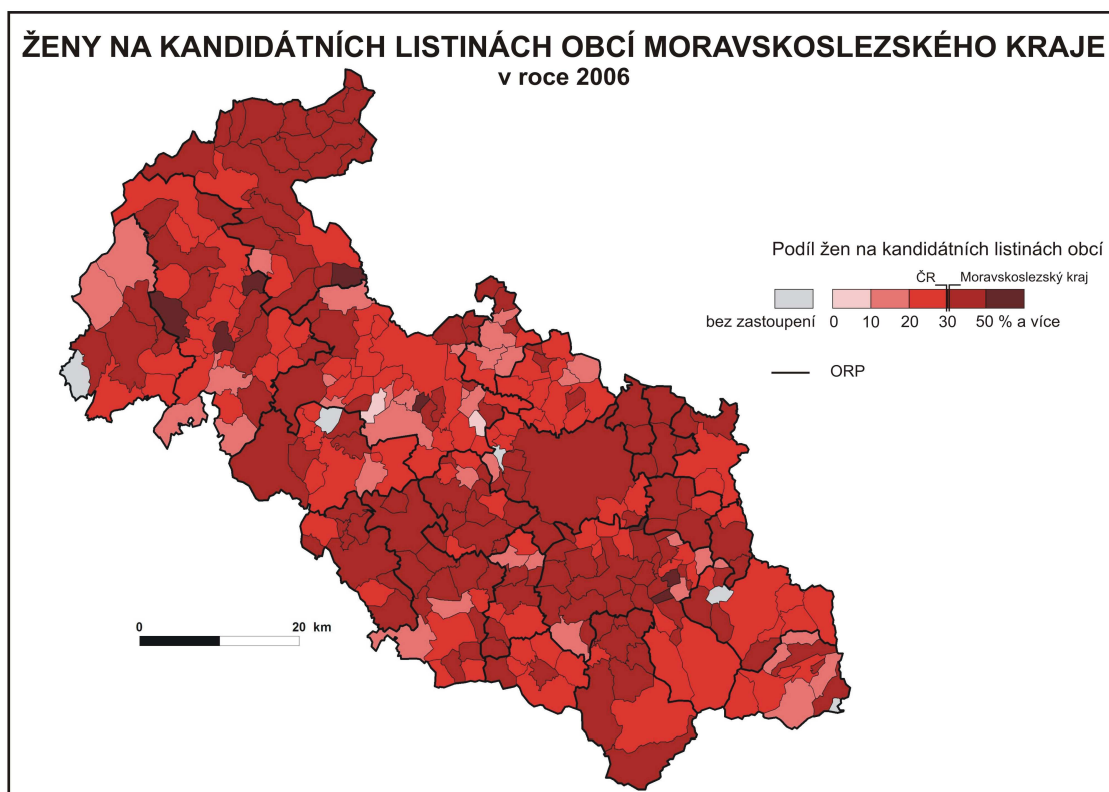 ŽENY NA KANDIDÁTNÍCH LISTINÁCH OBCÍ MORAVSKOSLEZSKÉHO KRAJE
v roce 2006
Podíl žen na kandidátních listinách obcí
ČR Moravskoslezský kraj
bez zastoupení 0 10 20 30 50 % a více
ORP
0 20 km